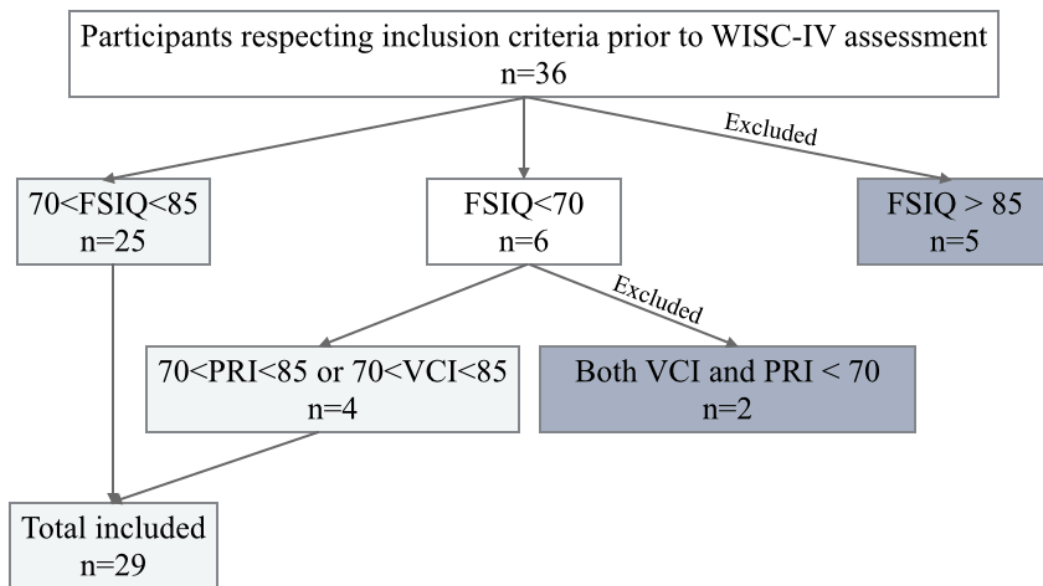 Participants respecting inclusion criteria prior to WISC-IV assessment
n=36
Excluded
70<FSIQ<85
n=25
FSIQ<70
n=6
FSIQ > 85
n=5
Excluded
70<PRI<85 or 70<VCI<85
n=4
Both VCI and PRI < 70
n=2
Total included
n=29